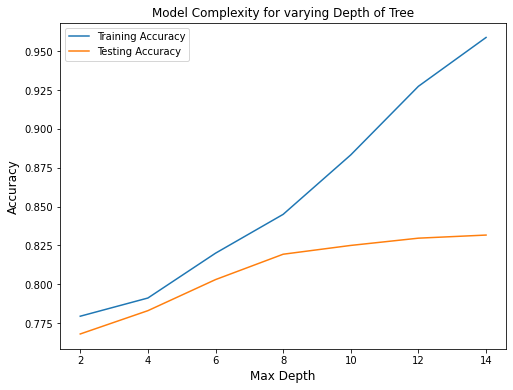 Model Complexity for varying Depth of Tree
Training Accuracy
Testing Accuracy
Accuracy
0.950
0.925
0.900
0.875
0.850
0.825
0.800
0.775
2 4 6 8 10 12 14
Max Depth